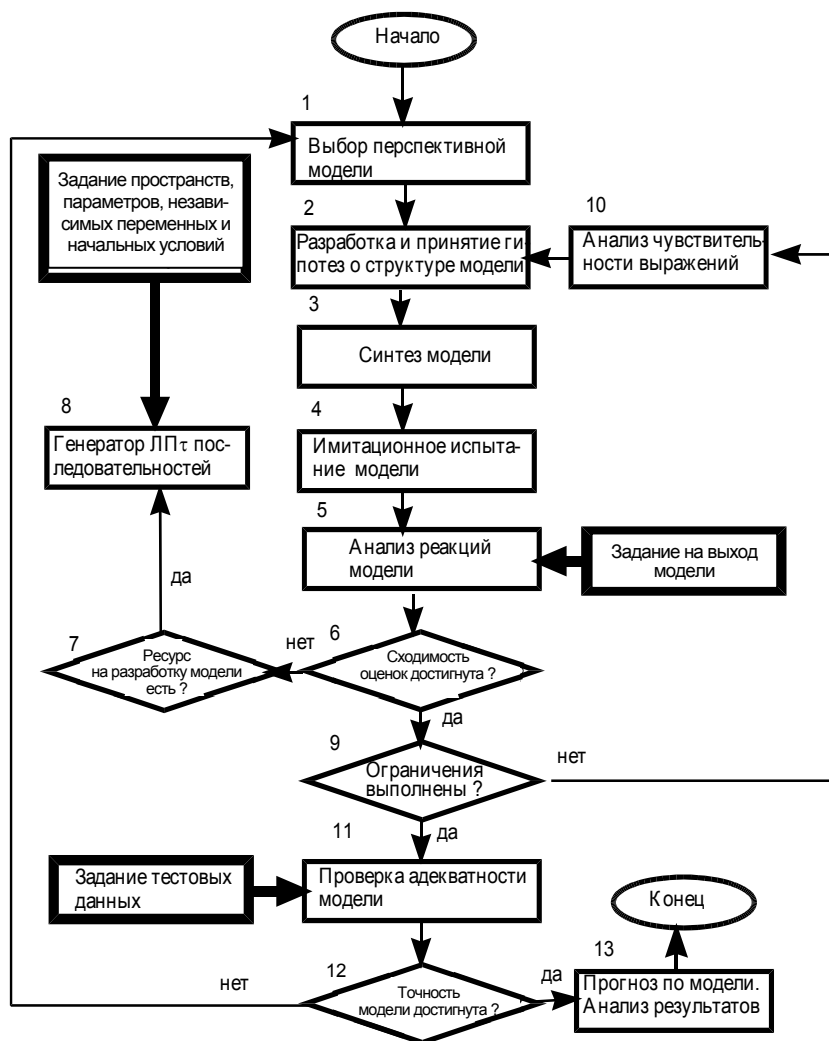 Начало
1
Выбор перспективной
модели
Задание пространств,
параметров, незави-
симых переменных и
начальных условий
2
Разработка и принятие ги-
потез о структуре модели
10
Анализ чувствитель-
ности выражений
3
Синтез модели
8
Генератор ЛПτ пос-
ледовательностей
4
Имитационное испыта-
ние модели
5
Анализ реакций
модели
Задание на выход
модели
да
7
Ресурс
на разработку модели
есть ?
нет
6
Сходимость
оценок достигнута ?
да
9
Ограничения
выполнены ?
нет
да
11
Проверка адекватности
модели
Задание тестовых
данных
Конец
нет
12
Точность
модели достигнута ?
да
13
Прогноз по модели.
Анализ результатов